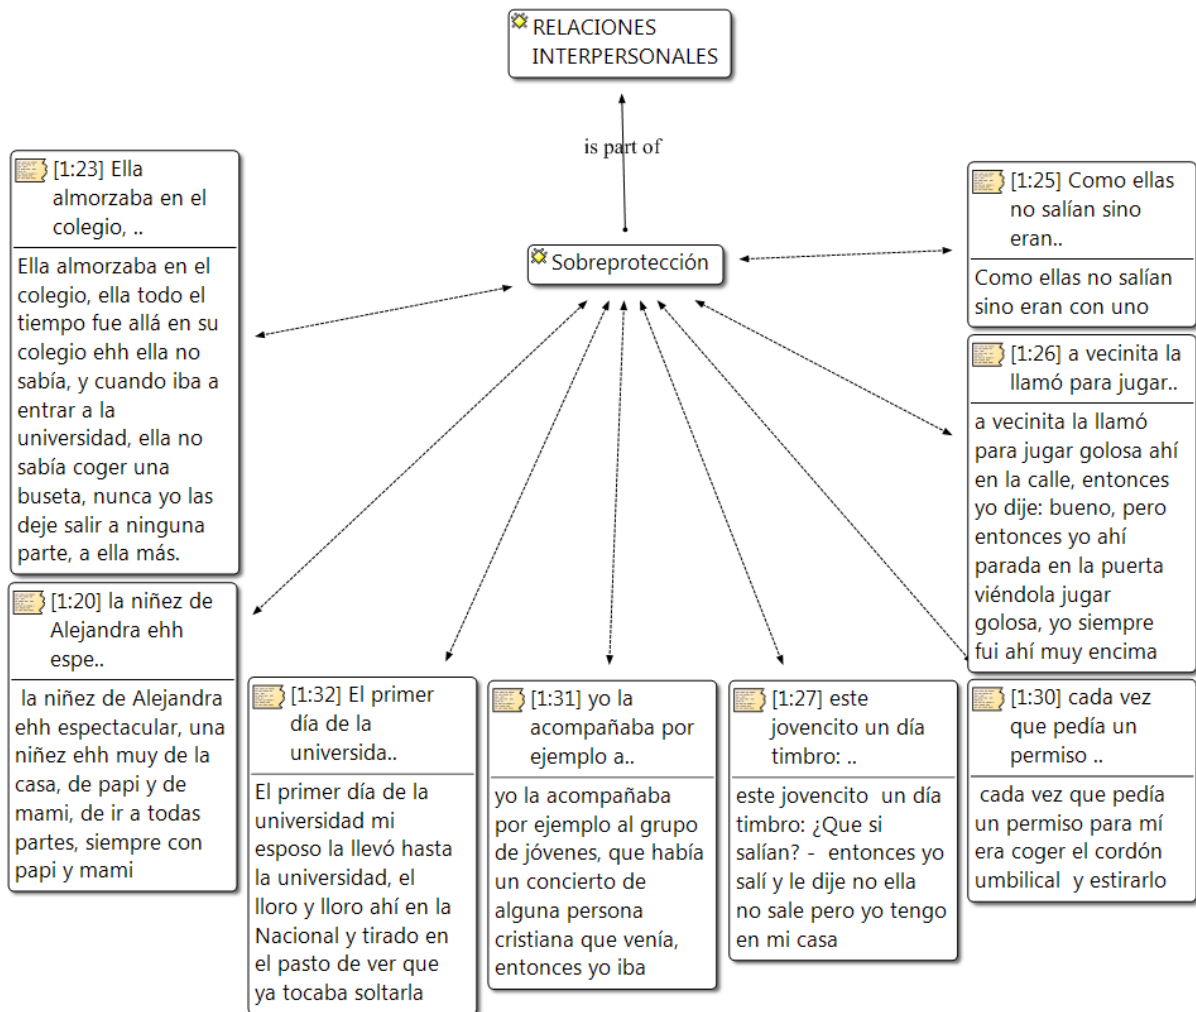 RELACIONES
INTERPERSONALES
is part of
Sobreprotección
[1:23] Ella
almorzaba en el
colegio, ..
Ella almorzaba en el
colegio, ella todo el
tiempo fue allá en su
colegio ehh ella no
sabía, y cuando iba a
entrar a la
universidad, ella no
sabía coger una
buseta, nunca yo las
deje salir a ninguna
parte, a ella más.
[1:20] la niñez de
Alejandra ehh
espe..
la niñez de Alejandra
ehh espectacular, una
niñez ehh muy de la
casa, de papi y de
mami, de ir a todas
partes, siempre con
papi y mami
[1:32] El primer
día de la
universida..
El primer día de la
universidad mi
esposo la llevó hasta
la universidad, el
lloro y lloro ahí en la
Nacional y tirado en
el pasto de ver que
ya tocaba soltarla
[1:31] yo la
acompañaba por
ejemplo a..
yo la acompañaba
por ejemplo al grupo
de jóvenes, que había
un concierto de
alguna persona
cristiana que venía,
entonces yo iba
[1:27] este
jovencito un día
timbro: ..
este jovencito  un día
timbro: ¿Que si
salían? -  entonces yo
salí y le dije no ella
no sale pero yo tengo
en mi casa
[1:25] Como ellas
no salían sino
eran..
Como ellas no salían
sino eran con uno
[1:26] a vecinita la
llamó para jugar..
a vecinita la llamó
para jugar golosa ahí
en la calle, entonces
yo dije: bueno, pero
entonces yo ahí
parada en la puerta
viéndola jugar
golosa, yo siempre
fui ahí muy encima
[1:30] cada vez
que pedía un
permiso ..
cada vez que pedía
un permiso para mí
era coger el cordón
umbilical  y estirarlo